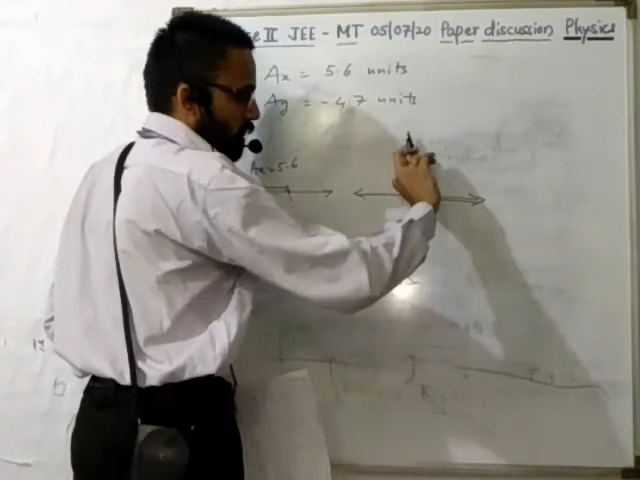 II JEE - MT 05/07/20 Paper discussion Physics
Ax = 5.6 units
Ay = -4.7 units
Ax=5.6